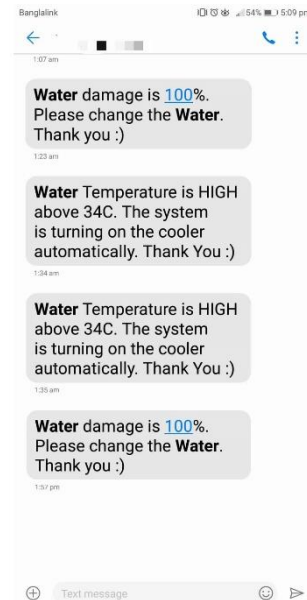 Banglalink 54% 5:09 pm
1:07 am
Water damage is 100%.
Please change the Water.
Thank you :)
1:23 am
Water Temperature is HIGH
above 34C. The system
is turning on the cooler
automatically. Thank You :)
1:34 am
Water Temperature is HIGH
above 34C. The system
is turning on the cooler
automatically. Thank You :)
1:35 am
Water damage is 100%.
Please change the Water.
Thank you :)
1:57 pm
Text message